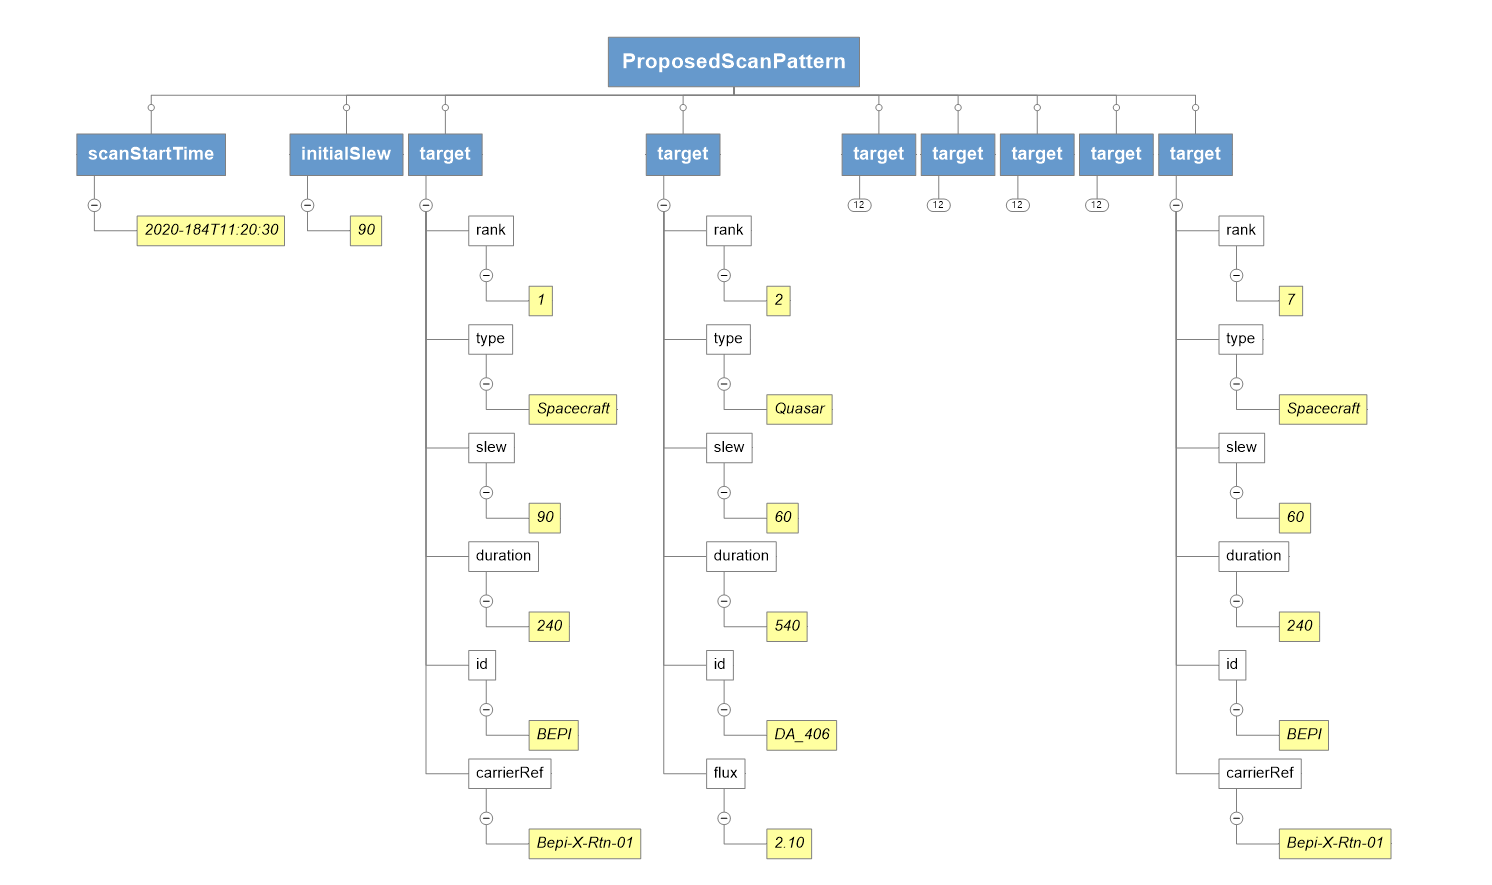 ProposedScanPattern
scanStartTime
initialSlew
target
target
target
target
target
target
target
12
12
12
12
2020-184T11:20:30
90
rank
rank
rank
1
2
7
type
type
type
Spacecraft
Quasar
Spacecraft
slew
slew
slew
90
60
60
duration
duration
duration
240
540
240
id
id
id
BEPI
DA_406
BEPI
carrierRef
flux
carrierRef
Bepi-X-Rtn-01
2.10
Bepi-X-Rtn-01